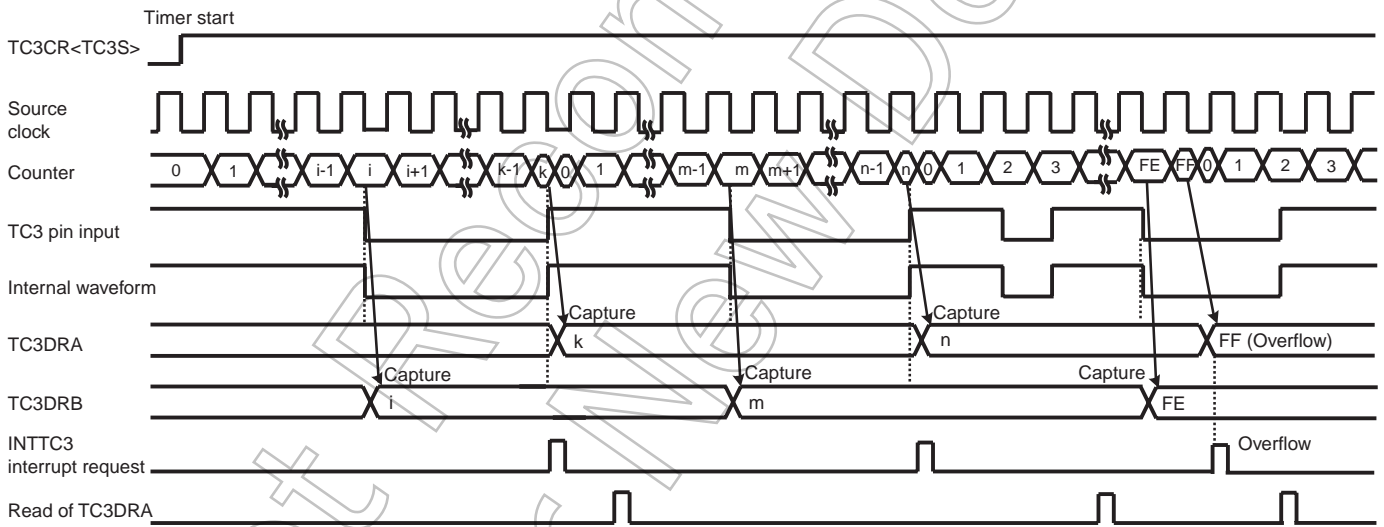 Timer start
TC3CR<TC3S>
Source
clock
Counter
0 1 i-1 i i+1 k-1 k 0 1 m-1 m m+1 n-1 n 0 1 2 3 FE FF 0 1 2 3
TC3 pin input
Internal waveform
Capture Capture
TC3DRA
k n FF (Overflow)
Capture Capture Capture
TC3DRB
i m FE
INTTC3
interrupt request
Overflow
Read of TC3DRA